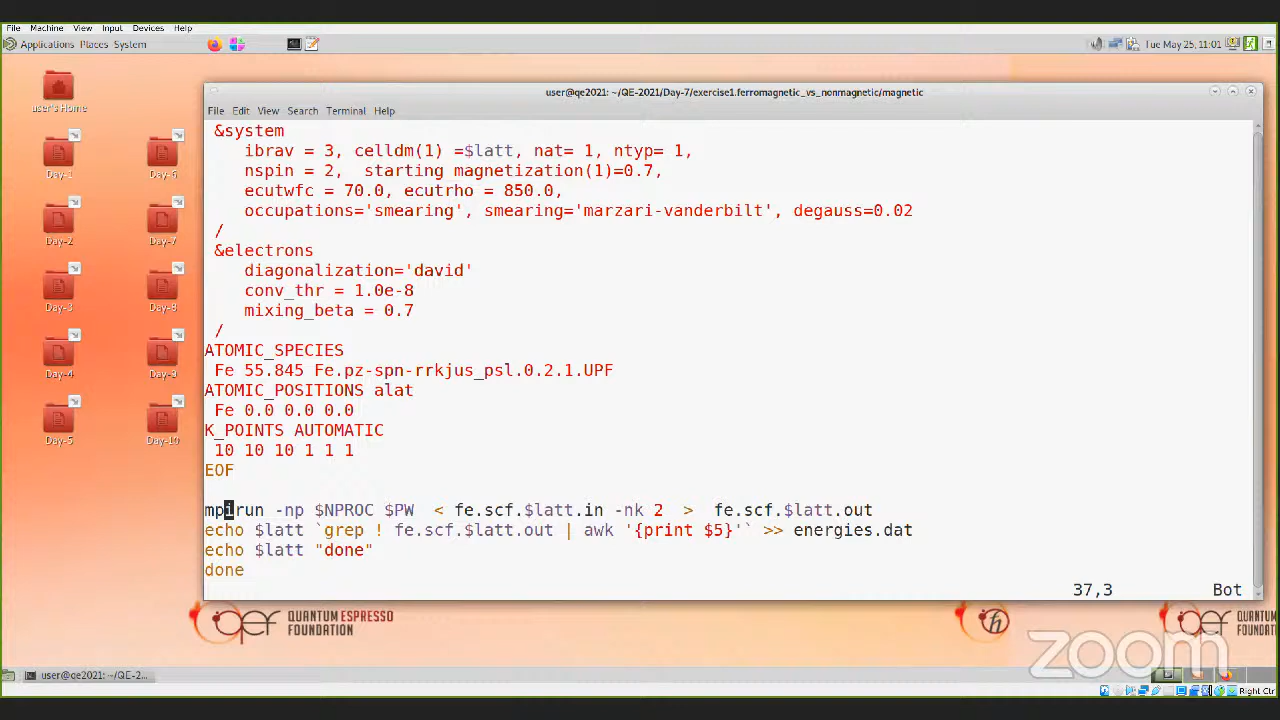 File Machine View Input Devices Help
Applications Places System
Tue May 25, 11:01
user@qe2021: ~/QE-2021/Day-7/exercise1.ferromagnetic_vs_nonmagnetic/magnetic
File Edit View Search Terminal Help
user's Home
Day-1
Day-6
Day-2
Day-7
Day-3
Day-8
Day-4
Day-9
Day-5
Day-10
&system
ibrav = 3, celldm(1) =$latt, nat= 1, ntyp= 1,
nspin = 2, starting magnetization(1)=0.7,
ecutwfc = 70.0, ecutrho = 850.0,
occupations='smearing', smearing='marzari-vanderbilt', degauss=0.02
/
&electrons
diagonalization='david'
conv_thr = 1.0e-8
mixing_beta = 0.7
/
ATOMIC_SPECIES
Fe 55.845 Fe.pz-spn-rrkjus_psl.0.2.1.UPF
ATOMIC_POSITIONS alat
Fe 0.0 0.0 0.0
K_POINTS AUTOMATIC
10 10 10 1 1 1
EOF
mpirun -np $NPROC $PW < fe.scf.$latt.in -nk 2 > fe.scf.$latt.out
echo $latt `grep ! fe.scf.$latt.out | awk '{print $5}'` >> energies.dat
echo $latt "done"
done
37,3 Bot
QEF QUANTUM ESPRESSO
FOUNDATION
ħ
QEF QUANTUM
FOUNDAT
zoom
user@qe2021: ~/QE-2...
Right Ctr